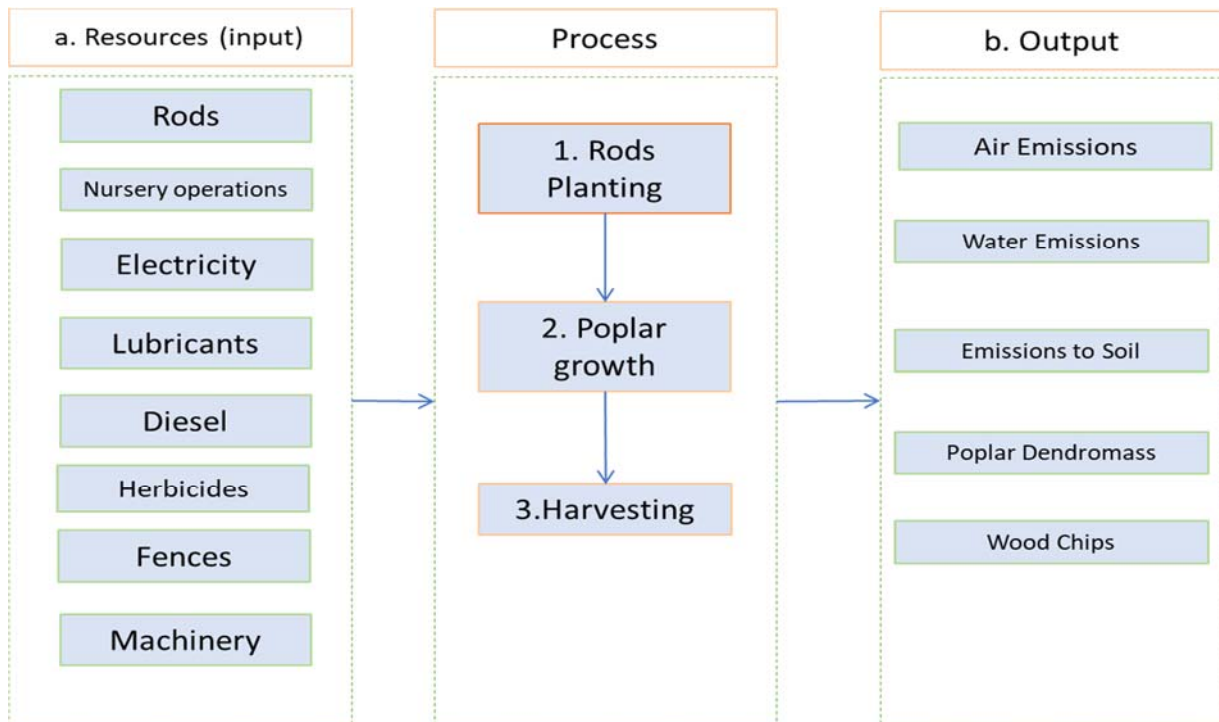 a. Resources (input)
Rods
Nursery operations
Electricity
Lubricants
Diesel
Herbicides
Fences
Machinery
Process
1. Rods
Planting
2. Poplar
growth
3.Harvesting
b. Output
Air Emissions
Water Emissions
Emissions to Soil
Poplar Dendromass
Wood Chips